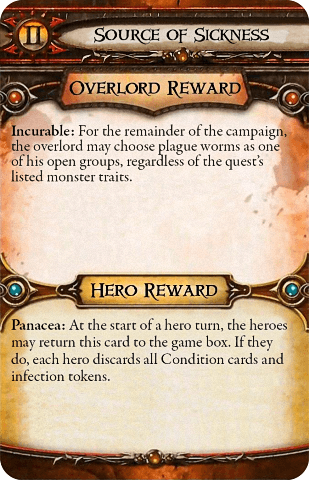 II
Source of Sickness
Overlord Reward
Incurable: For the remainder of the campaign,
the overlord may choose plague worms as one
of his open groups, regardless of the quest's
listed monster traits.
Hero Reward
Panacea: At the start of a hero turn, the heroes
may return this card to the game box. If they
do, each hero discards all Condition cards and
infection tokens.